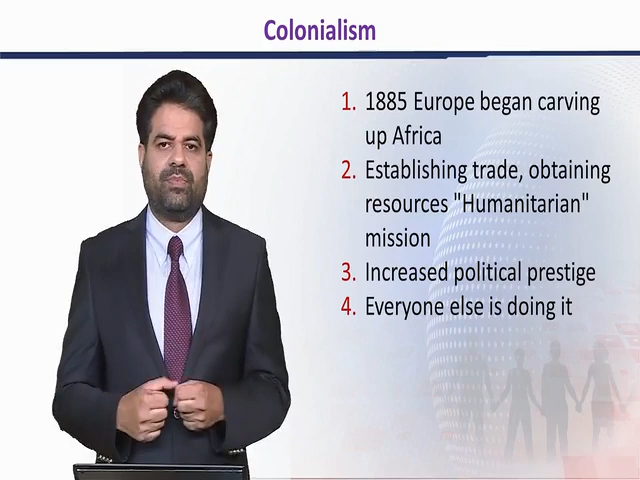 Colonialism
1. 1885 Europe began carving
up Africa
2. Establishing trade, obtaining
resources "Humanitarian"
mission
3. Increased political prestige
4. Everyone else is doing it